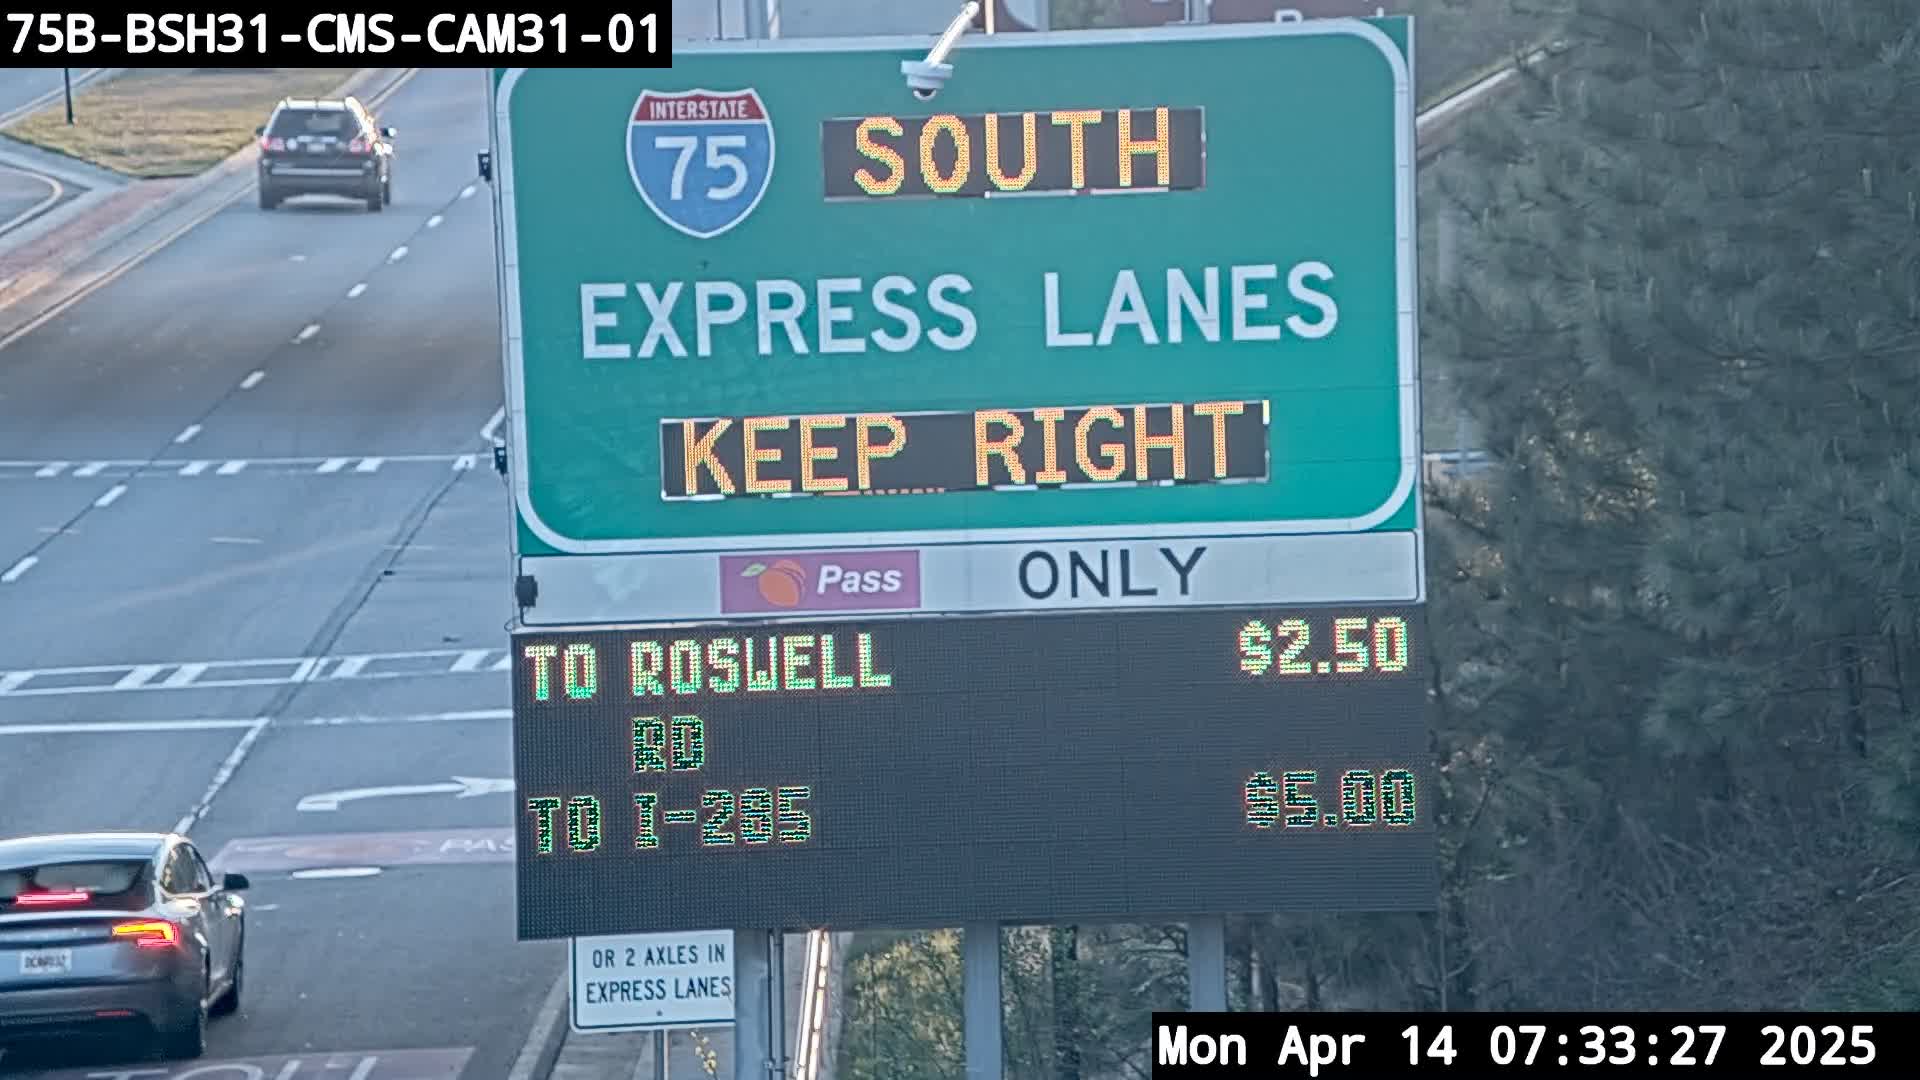 75B-BSH31-CMS-CAM31-01
INTERSTATE
75
SOUTH
EXPRESS LANES
KEEP RIGHT
Pass ONLY
TO ROSWELL $2.50
RD
TO I-285 $5.00
OR 2 AXLES IN
EXPRESS LANES
TOLL
Mon Apr 14 07:33:27 2025